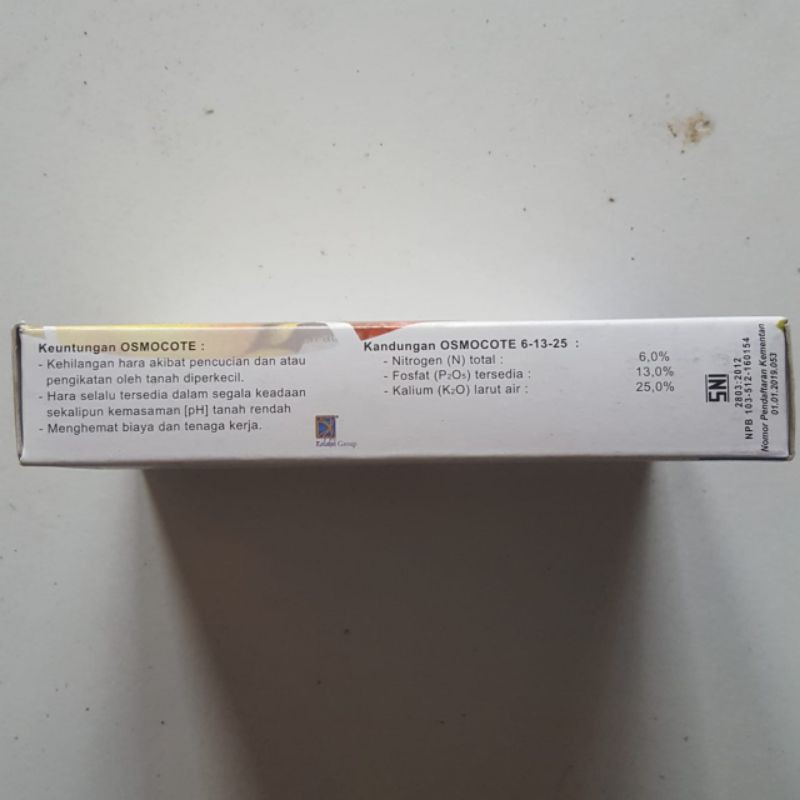 Keuntungan OSMOCOTE :
- Kehilangan hara akibat pencucian dan atau
pengikatan oleh tanah diperkecil.
- Hara selalu tersedia dalam segala keadaan
sekalipun kemasaman [pH] tanah rendah
- Menghemat biaya dan tenaga kerja.
Group
Kandungan OSMOCOTE 6-13-25 :
- Nitrogen (N) total : 6,0%
- Fosfat (P₂O₅) tersedia : 13,0%
- Kalium (K₂O) larut air : 25,0%
SNI
2803:2012
NPB 103-512-160154
Nomor Pendaftaran Kementan
01.01.2019.053